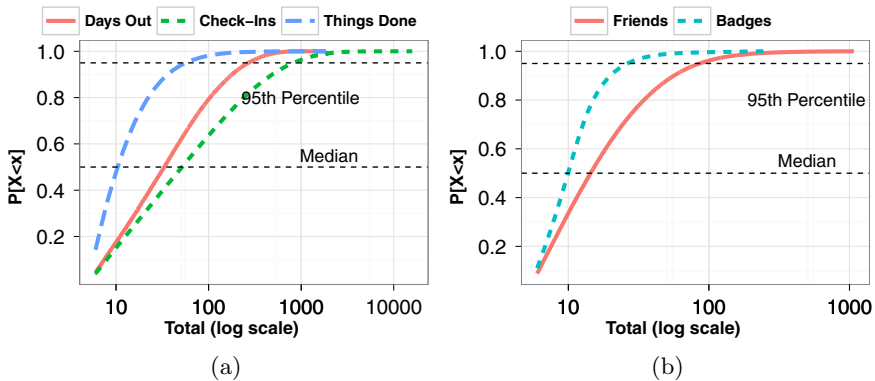 Days Out Check–Ins Things Done
1.0
0.8
0.6
0.4
0.2
P[X<x]
95th Percentile
Median
10 100 1000 10000
Total (log scale)
(a)
Friends Badges
1.0
0.8
0.6
0.4
0.2
P[X<x]
95th Percentile
Median
10 100 1000
Total (log scale)
(b)